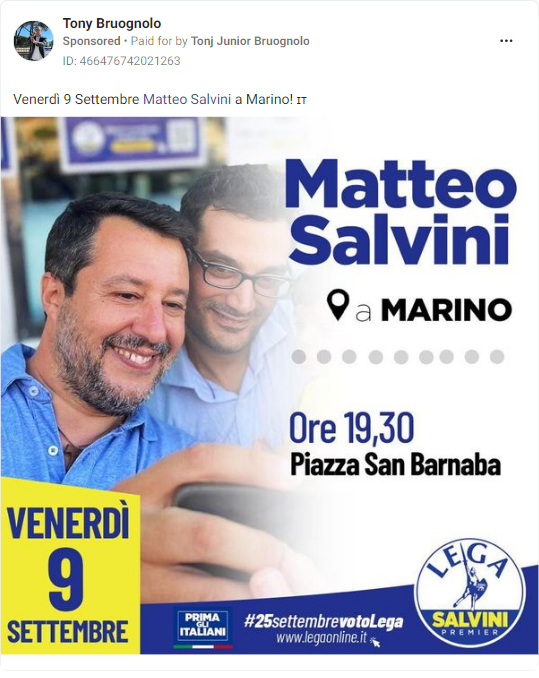 Tony Bruognolo
Sponsored • Paid for by Tonj Junior Bruognolo
ID: 466476742021263
Venerdì 9 Settembre Matteo Salvini a Marino! IT
Matteo
Salvini
a MARINO
Ore 19,30
Piazza San Barnaba
VENERDÌ
9
SETTEMBRE
PRIMA
GLI
ITALIANI
#25settembrevotoLega
www.legaonline.it
LEGA
SALVINI
PREMIER